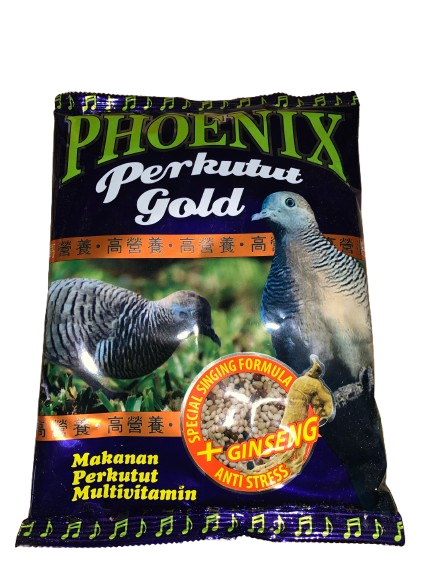 PHOENIX
Perkutut
Gold
營養 · 高營養 · 高營養 · 高
高營養 · 高營養 ·
SPECIAL SINGING FORMULA
+ GINSENG
ANTI STRESS
Makanan
Perkutut
Multivitamin